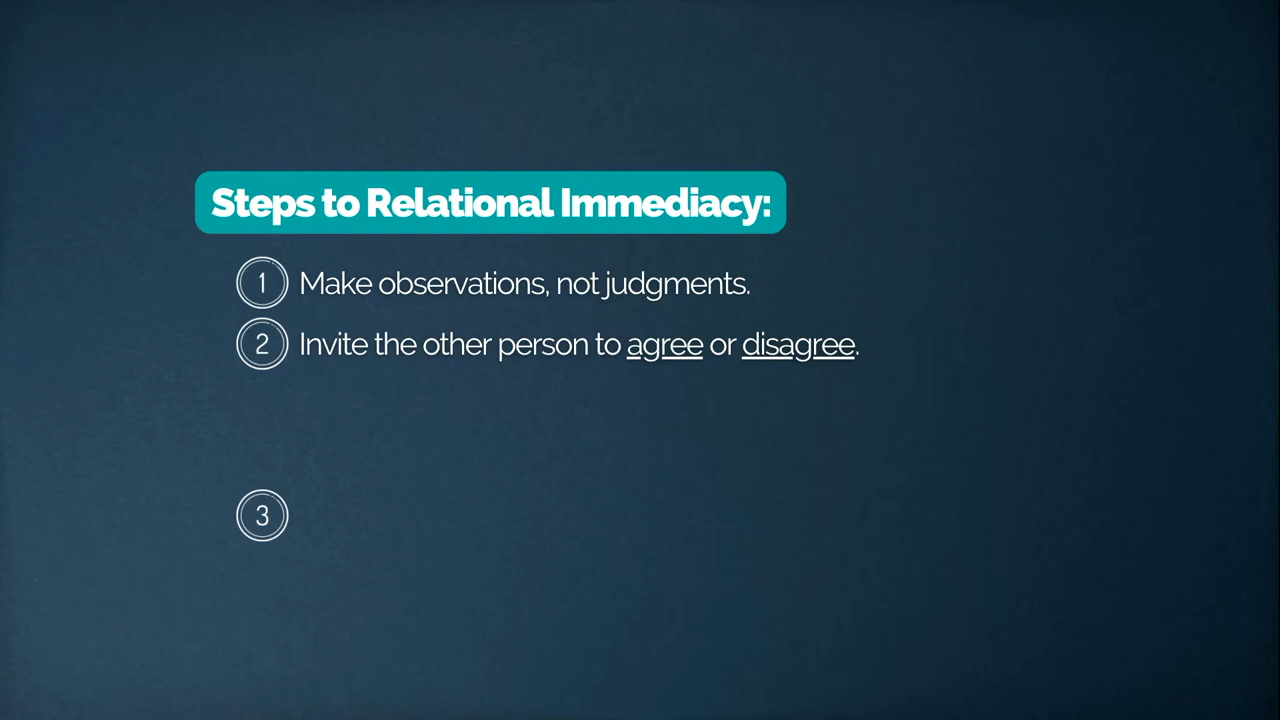 Steps to Relational Immediacy:
1 Make observations, not judgments.
2 Invite the other person to agree or disagree.
3